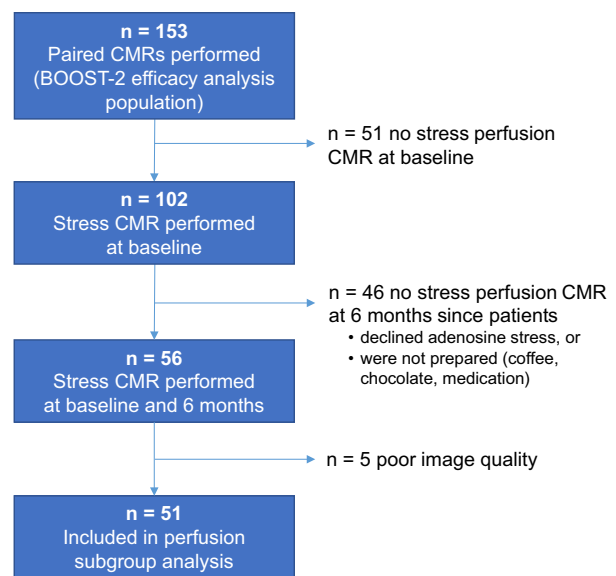 n = 153
Paired CMRs performed
(BOOST-2 efficacy analysis
population)
n = 51 no stress perfusion
CMR at baseline
n = 102
Stress CMR performed
at baseline
n = 46 no stress perfusion CMR
at 6 months since patients
• declined adenosine stress, or
• were not prepared (coffee,
chocolate, medication)
n = 56
Stress CMR performed
at baseline and 6 months
n = 5 poor image quality
n = 51
Included in perfusion
subgroup analysis